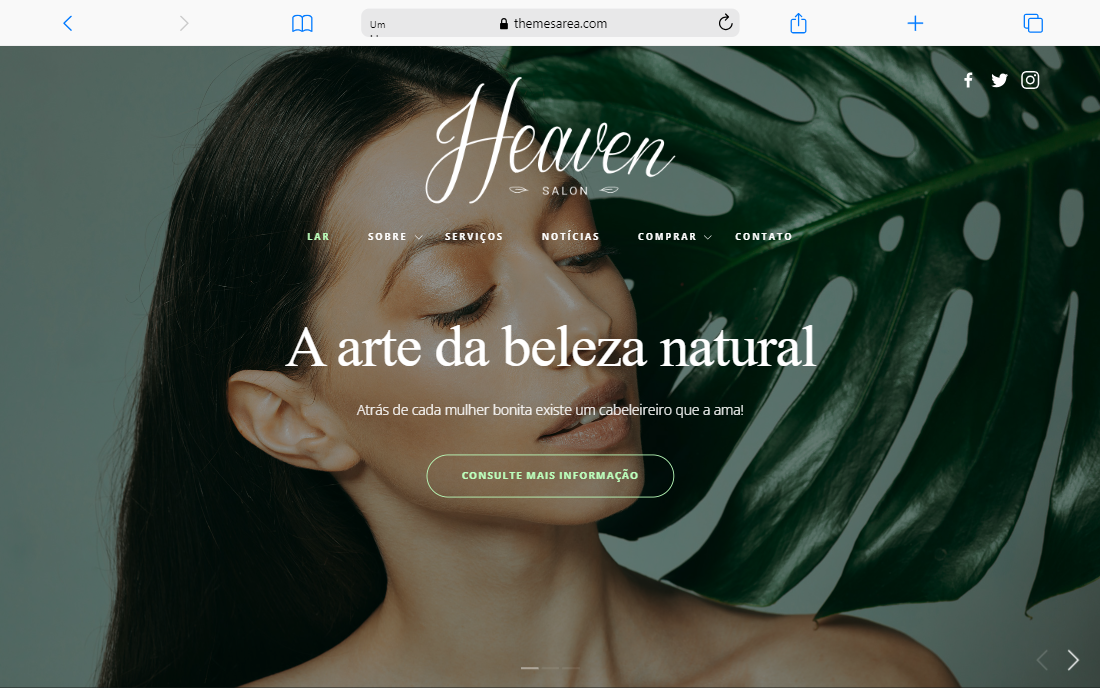 Um
themesarea.com
Heaven
SALON
LAR SOBRE SERVIÇOS NOTÍCIAS COMPRAR CONTATO
A arte da beleza natural
Atrás de cada mulher bonita existe um cabeleireiro que a ama!
CONSULTE MAIS INFORMAÇÃO